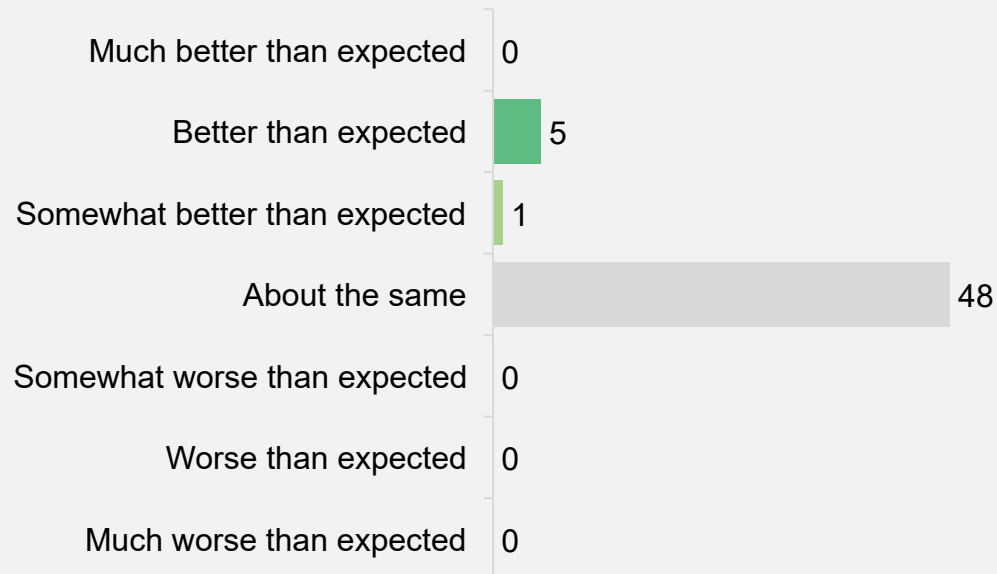 Much better than expected 0
Better than expected 5
Somewhat better than expected 1
About the same 48
Somewhat worse than expected 0
Worse than expected 0
Much worse than expected 0